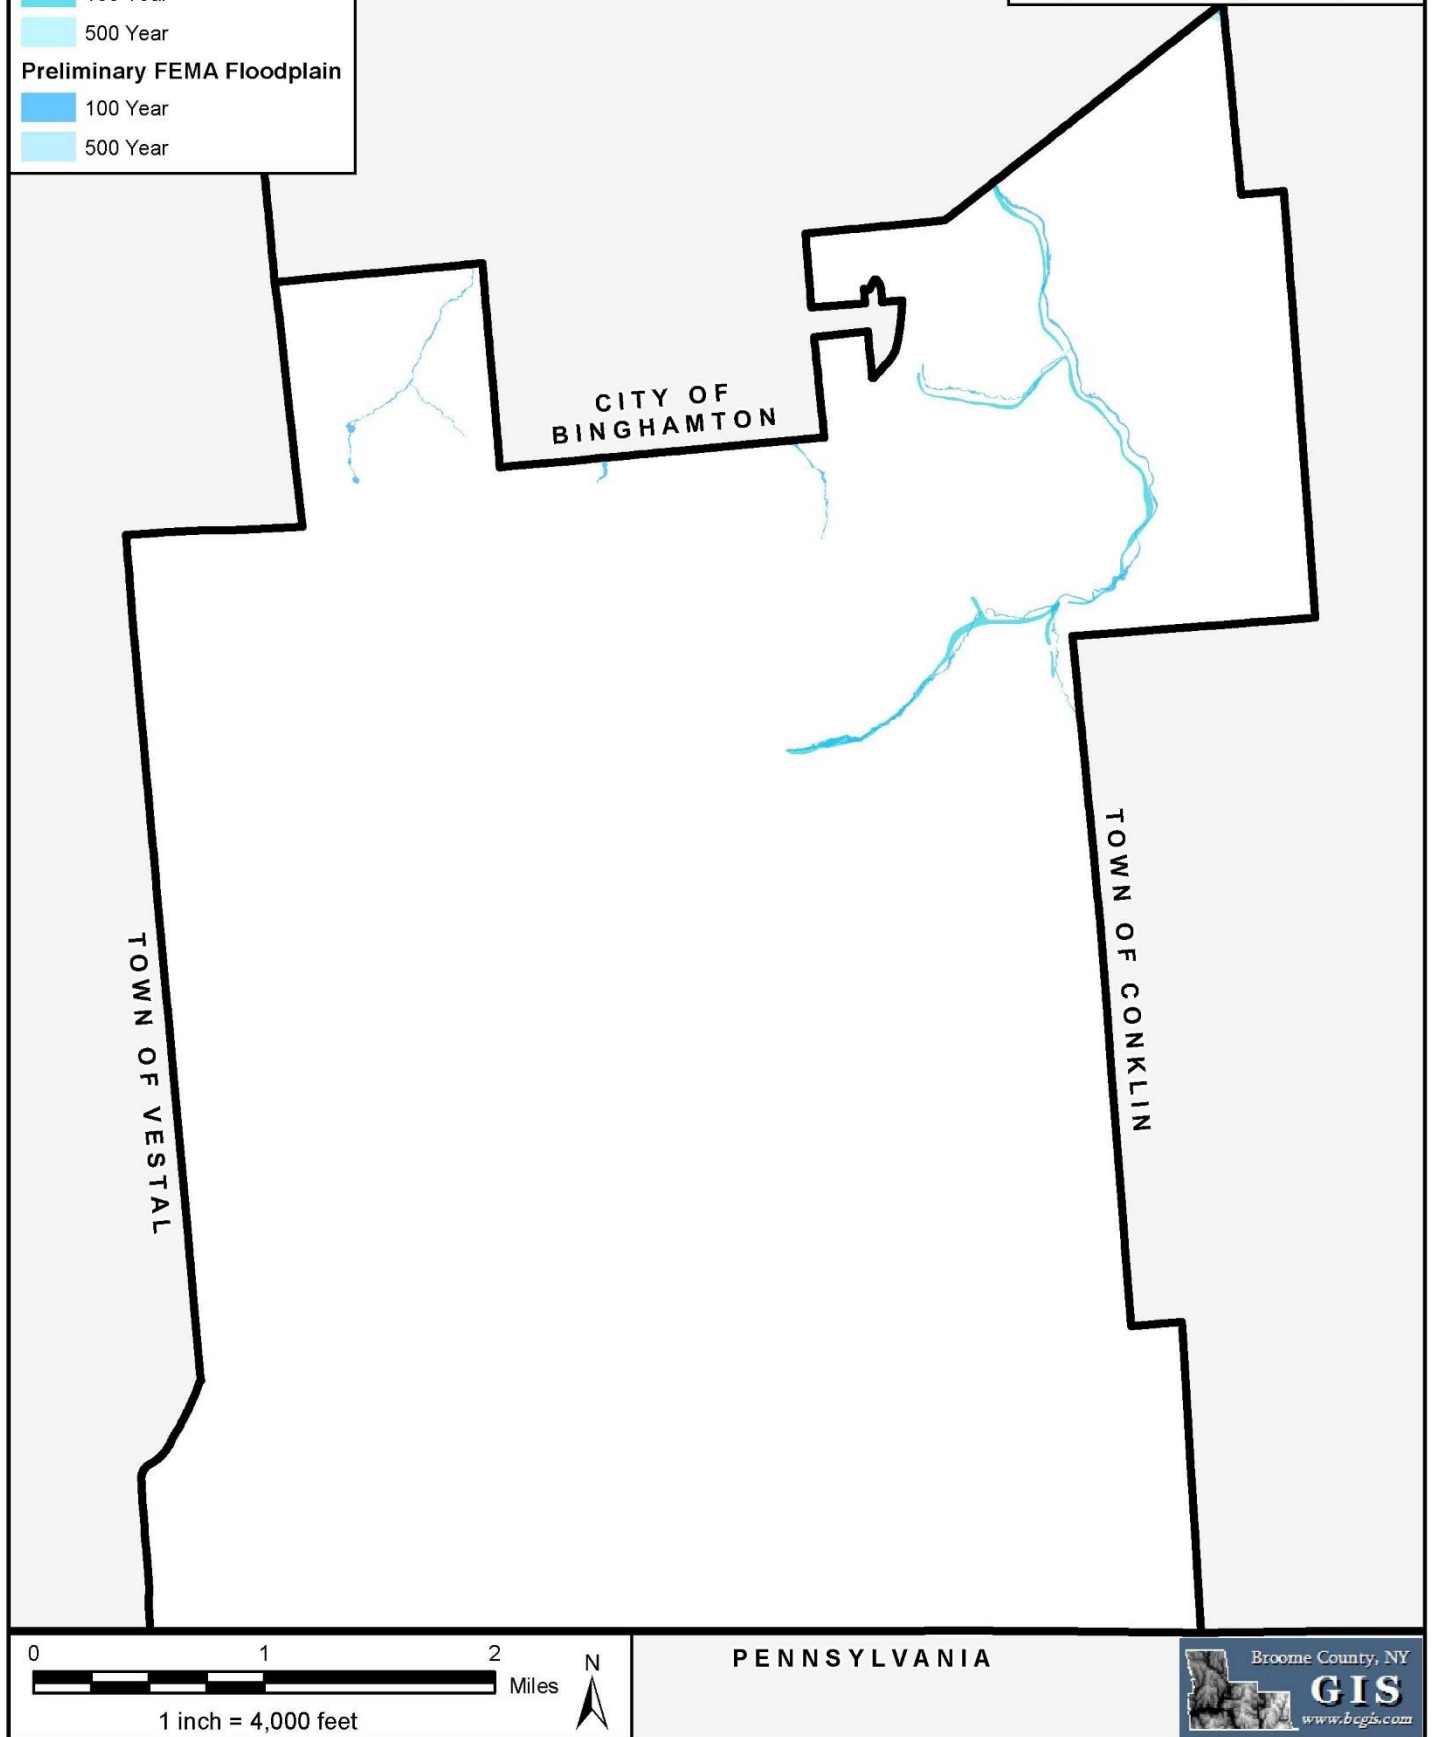 500 Year
Preliminary FEMA Floodplain
100 Year
500 Year
CITY OF
BINGHAMTON
TOWN OF CONKLIN
TOWN OF VESTAL
0 1 2
Miles
N
1 inch = 4,000 feet
PENNSYLVANIA
Broome County, NY
GIS
www.bcgis.com